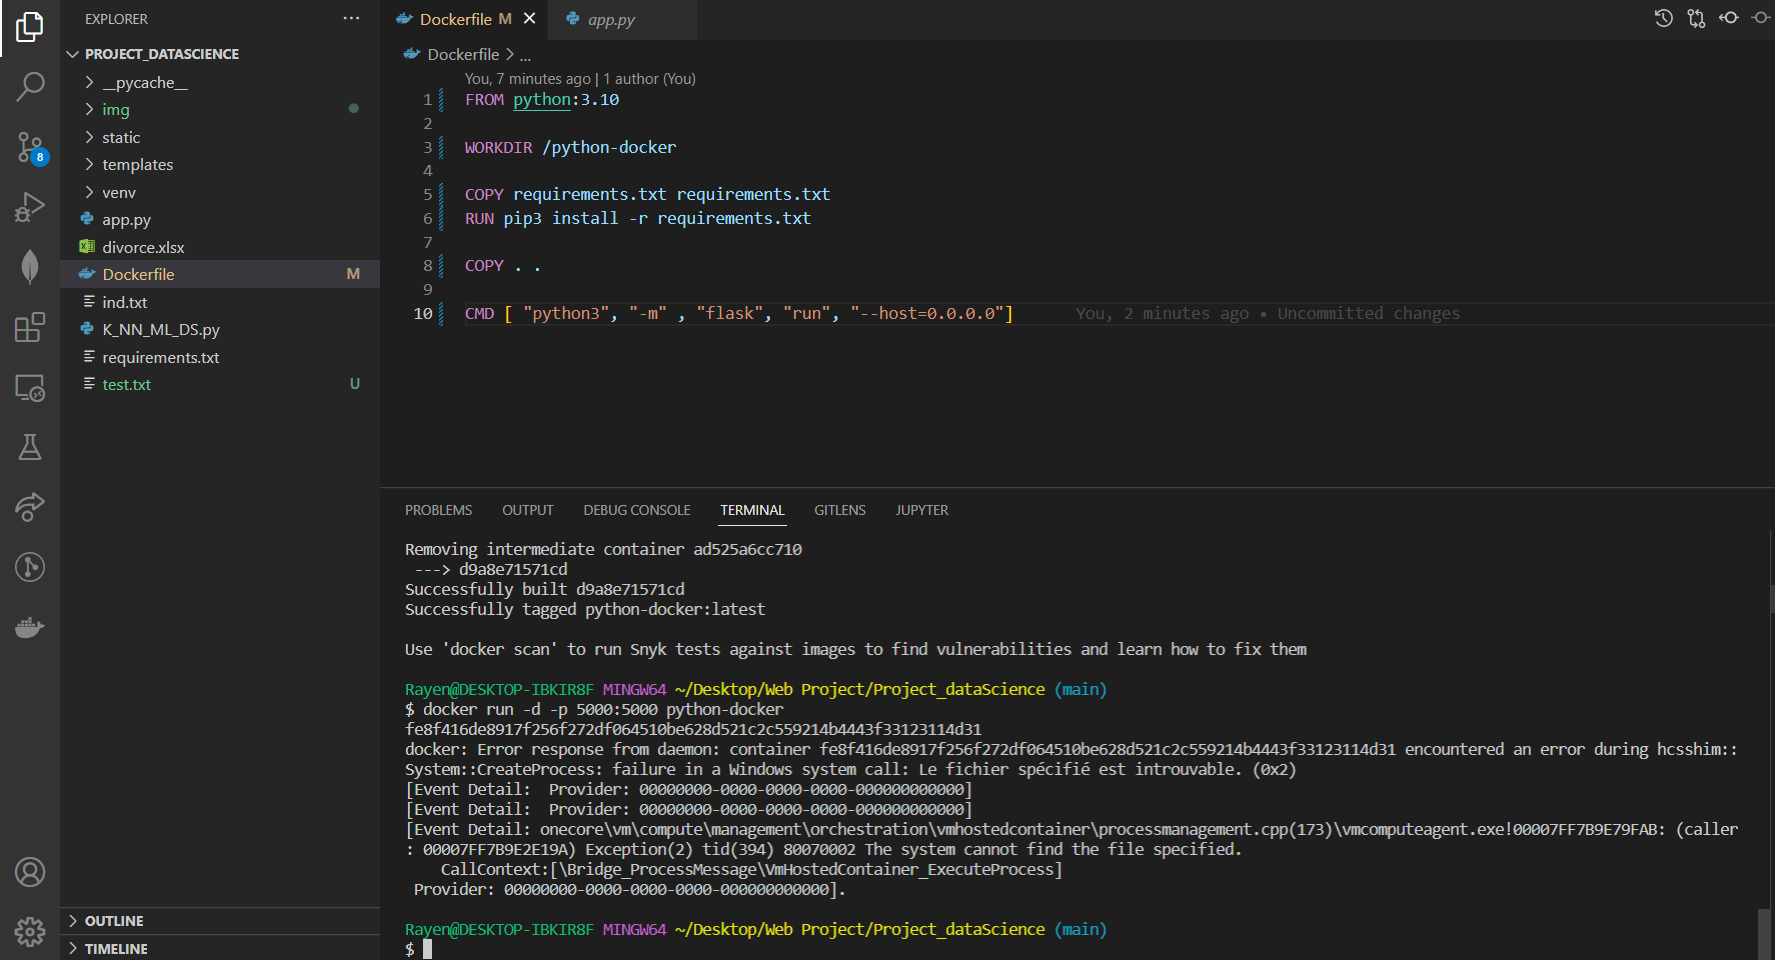 EXPLORER
...
PROJECT_DATASCIENCE
__pycache__
img
static
templates
venv
app.py
divorce.xlsx
Dockerfile M
ind.txt
K_NN_ML_DS.py
requirements.txt
test.txt U
OUTLINE
TIMELINE
8
Dockerfile M
app.py
Dockerfile > ...
You, 7 minutes ago | 1 author (You)
1 FROM python:3.10
2
3 WORKDIR /python-docker
4
5 COPY requirements.txt requirements.txt
6 RUN pip3 install -r requirements.txt
7
8 COPY . .
9
10 CMD [ "python3", "-m" , "flask", "run", "--host=0.0.0.0"] You, 2 minutes ago • Uncommitted changes
PROBLEMS OUTPUT DEBUG CONSOLE TERMINAL GITLENS JUPYTER
Removing intermediate container ad525a6cc710
---> d9a8e71571cd
Successfully built d9a8e71571cd
Successfully tagged python-docker:latest
Use 'docker scan' to run Snyk tests against images to find vulnerabilities and learn how to fix them
Rayen@DESKTOP-IBKIR8F MINGW64 ~/Desktop/Web Project/Project_dataScience (main)
$ docker run -d -p 5000:5000 python-docker
fe8f416de8917f256f272df064510be628d521c2c559214b4443f33123114d31
docker: Error response from daemon: container fe8f416de8917f256f272df064510be628d521c2c559214b4443f33123114d31 encountered an error during hcsshim::
System::CreateProcess: failure in a Windows system call: Le fichier spécifié est introuvable. (0x2)
[Event Detail:  Provider: 00000000-0000-0000-0000-000000000000]
[Event Detail:  Provider: 00000000-0000-0000-0000-000000000000]
[Event Detail: onecore\vm\compute\management\orchestration\vmhostedcontainer\processmanagement.cpp(173)\vmcomputeagent.exe!00007FF7B9E79FAB: (caller
: 00007FF7B9E2E19A) Exception(2) tid(394) 80070002 The system cannot find the file specified.
CallContext:[\Bridge_ProcessMessage\VmHostedContainer_ExecuteProcess]
Provider: 00000000-0000-0000-0000-000000000000].
Rayen@DESKTOP-IBKIR8F MINGW64 ~/Desktop/Web Project/Project_dataScience (main)
$